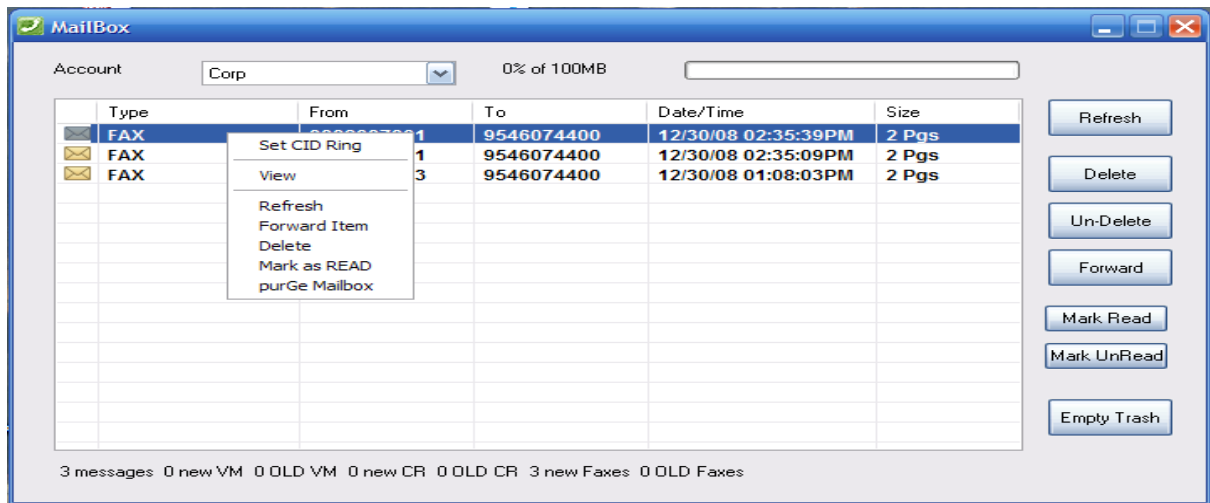 MailBox
Account Corp 0% of 100MB
Type From To Date/Time Size
FAX 1 9546074400 12/30/08 02:35:39PM 2 Pgs
FAX 1 9546074400 12/30/08 02:35:09PM 2 Pgs
FAX 3 9546074400 12/30/08 01:08:03PM 2 Pgs
Set CID Ring
View
Refresh
Forward Item
Delete
Mark as READ
purGe Mailbox
Refresh
Delete
Un-Delete
Forward
Mark Read
Mark UnRead
Empty Trash
3 messages 0 new VM 0 OLD VM 0 new CR 0 OLD CR 3 new Faxes 0 OLD Faxes